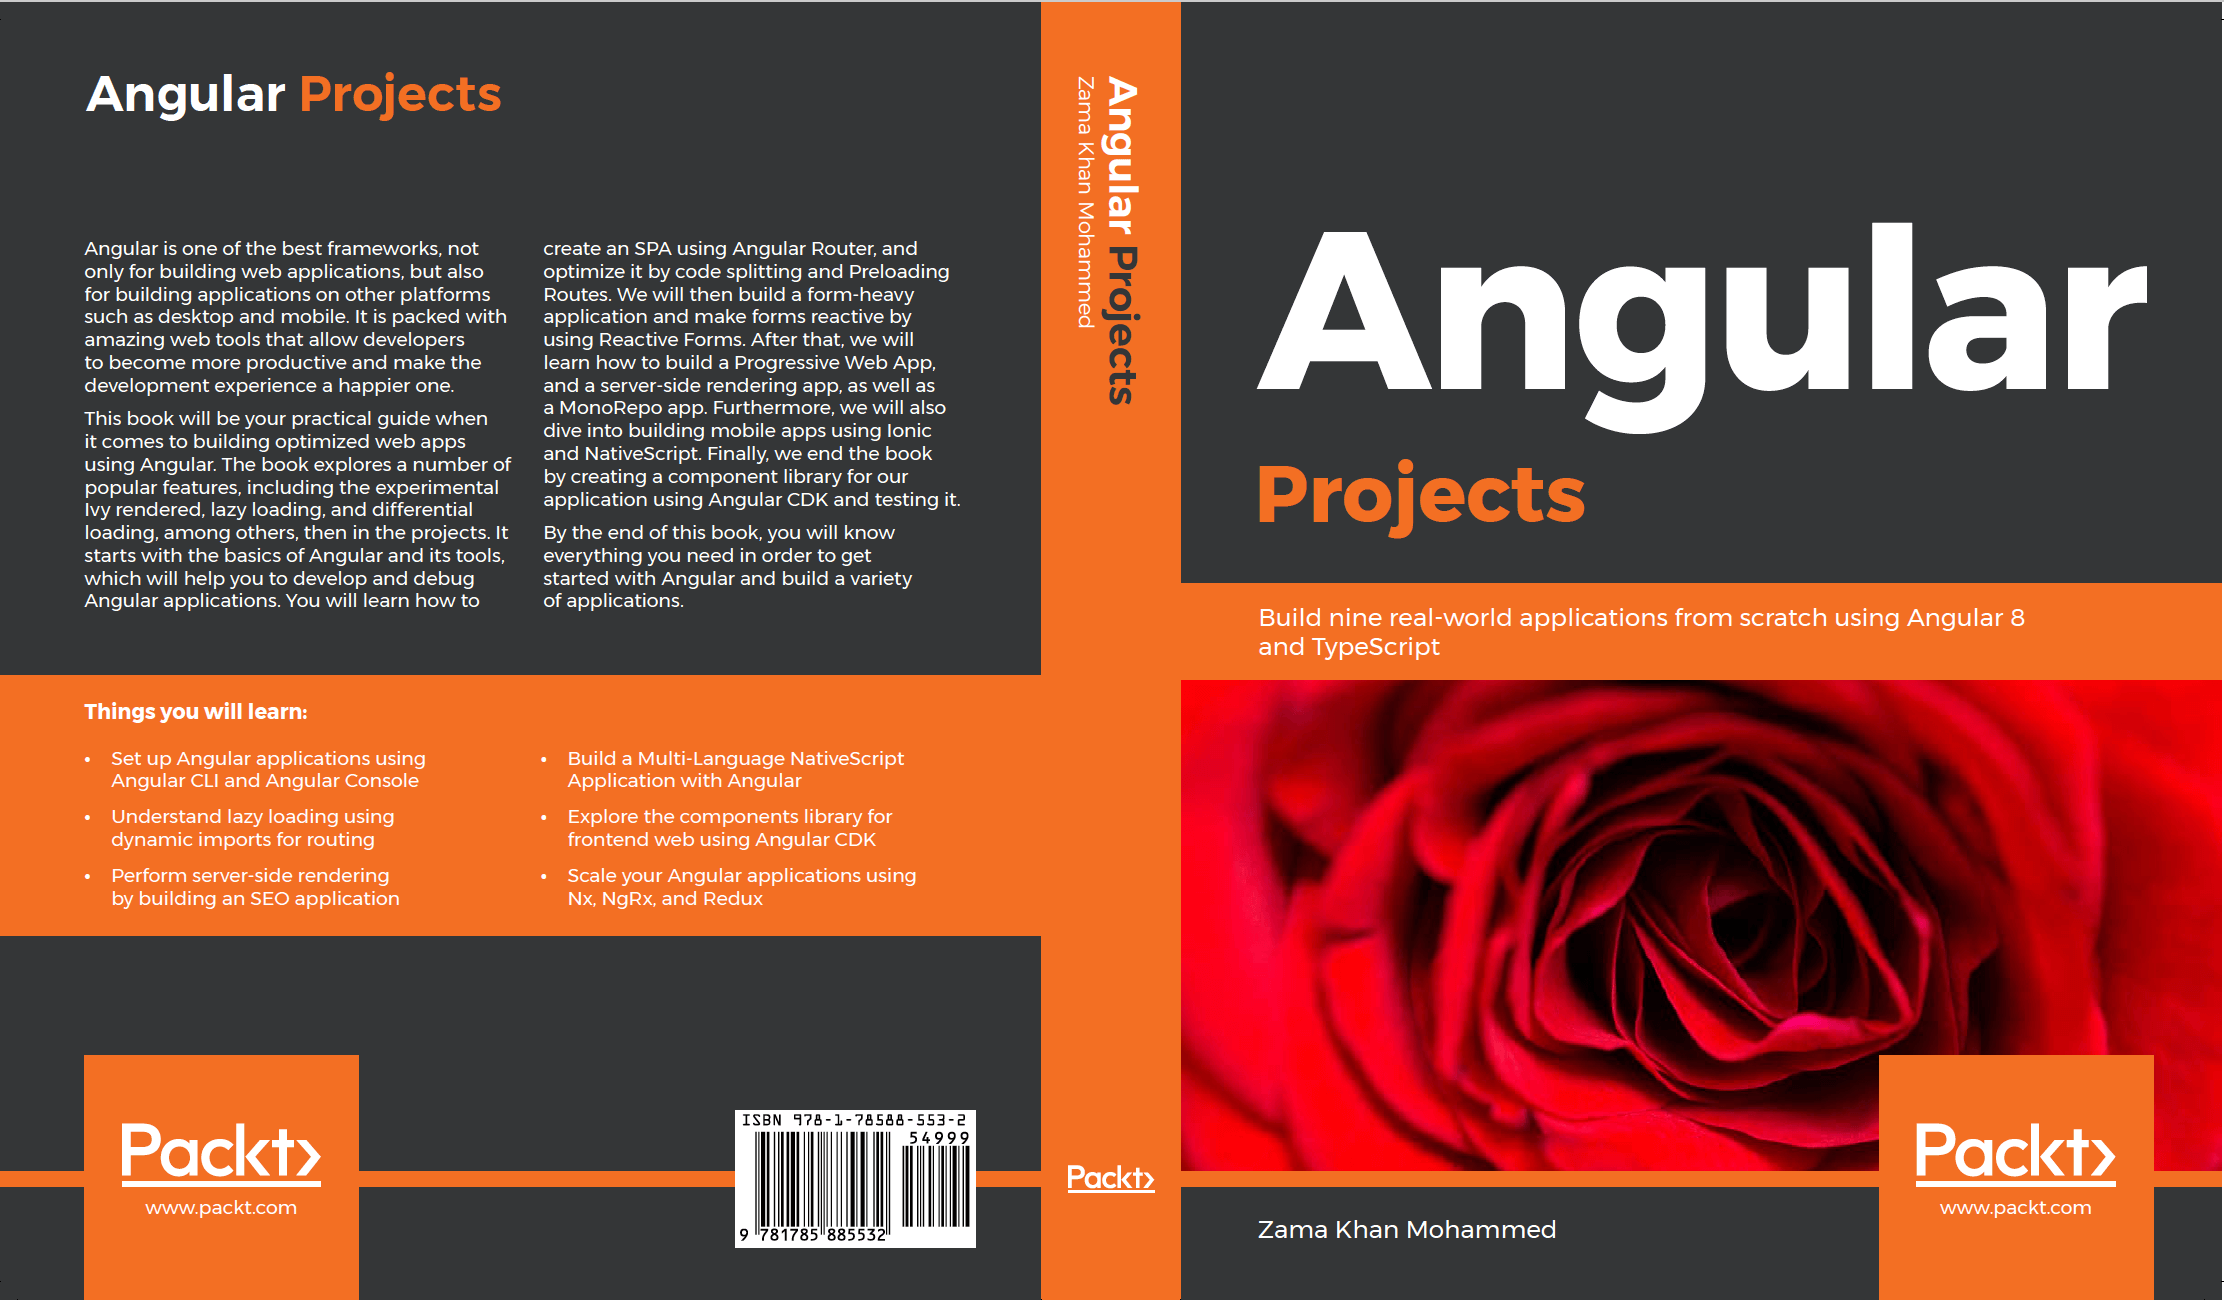 Angular Projects
Angular is one of the best frameworks, not
only for building web applications, but also
for building applications on other platforms
such as desktop and mobile. It is packed with
amazing web tools that allow developers
to become more productive and make the
development experience a happier one.
This book will be your practical guide when
it comes to building optimized web apps
using Angular. The book explores a number of
popular features, including the experimental
Ivy rendered, lazy loading, and differential
loading, among others, then in the projects. It
starts with the basics of Angular and its tools,
which will help you to develop and debug
Angular applications. You will learn how to
create an SPA using Angular Router, and
optimize it by code splitting and Preloading
Routes. We will then build a form-heavy
application and make forms reactive by
using Reactive Forms. After that, we will
learn how to build a Progressive Web App,
and a server-side rendering app, as well as
a MonoRepo app. Furthermore, we will also
dive into building mobile apps using Ionic
and NativeScript. Finally, we end the book
by creating a component library for our
application using Angular CDK and testing it.
By the end of this book, you will know
everything you need in order to get
started with Angular and build a variety
of applications.
Things you will learn:
• Set up Angular applications using
Angular CLI and Angular Console
• Understand lazy loading using
dynamic imports for routing
• Perform server-side rendering
by building an SEO application
• Build a Multi-Language NativeScript
Application with Angular
• Explore the components library for
frontend web using Angular CDK
• Scale your Angular applications using
Nx, NgRx, and Redux
Packt
www.packt.com
ISBN 978-1-78588-553-2
54999
9 781785 885532
Angular Projects
Zama Khan Mohammed
Packt
Angular
Projects
Build nine real-world applications from scratch using Angular 8
and TypeScript
Packt
www.packt.com
Zama Khan Mohammed